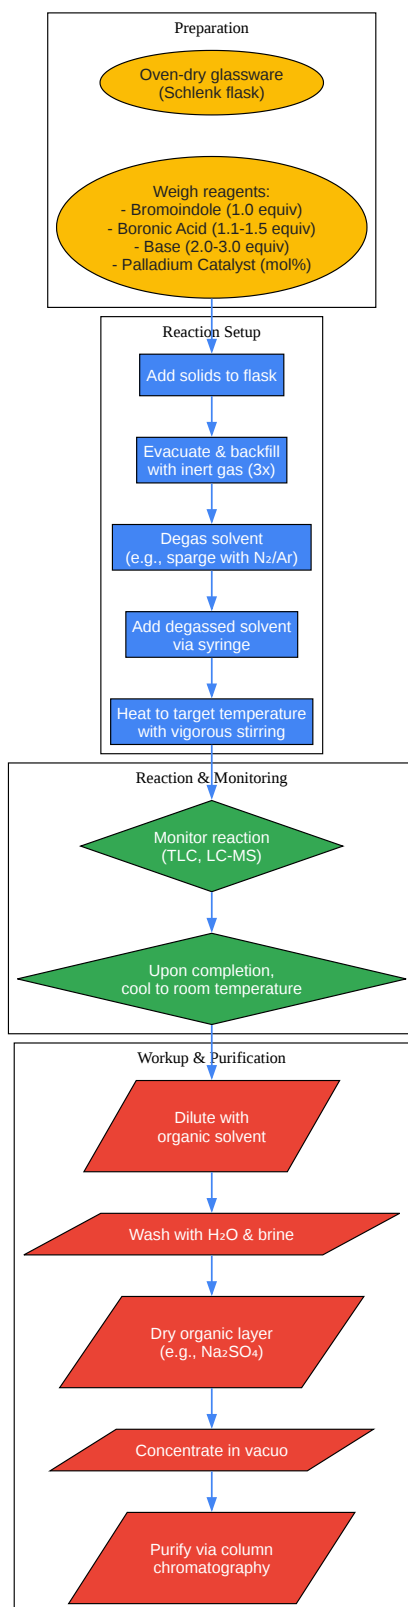 Preparation
Oven-dry glassware
(Schlenk flask)
Weigh reagents:
- Bromoindole (1.0 equiv)
- Boronic Acid (1.1-1.5 equiv)
- Base (2.0-3.0 equiv)
- Palladium Catalyst (mol%)
Reaction Setup
Add solids to flask
Evacuate & backfill
with inert gas (3x)
Degas solvent
(e.g., sparge with N₂/Ar)
Add degassed solvent
via syringe
Heat to target temperature
with vigorous stirring
Reaction & Monitoring
Monitor reaction
(TLC, LC-MS)
Upon completion,
cool to room temperature
Workup & Purification
Dilute with
organic solvent
Wash with H₂O & brine
Dry organic layer
(e.g., Na₂SO₄)
Concentrate in vacuo
Purify via column
chromatography